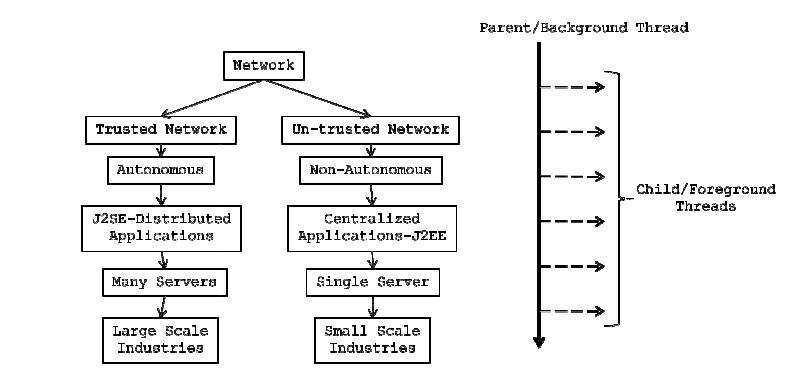 Parent/Background Thread
Network
Trusted Network
Un-trusted Network
Autonomous
Non-Autonomous
J2SE-Distributed
Applications
Centralized
Applications-J2EE
Many Servers
Single Server
Large Scale
Industries
Small Scale
Industries
Child/Foreground
Threads